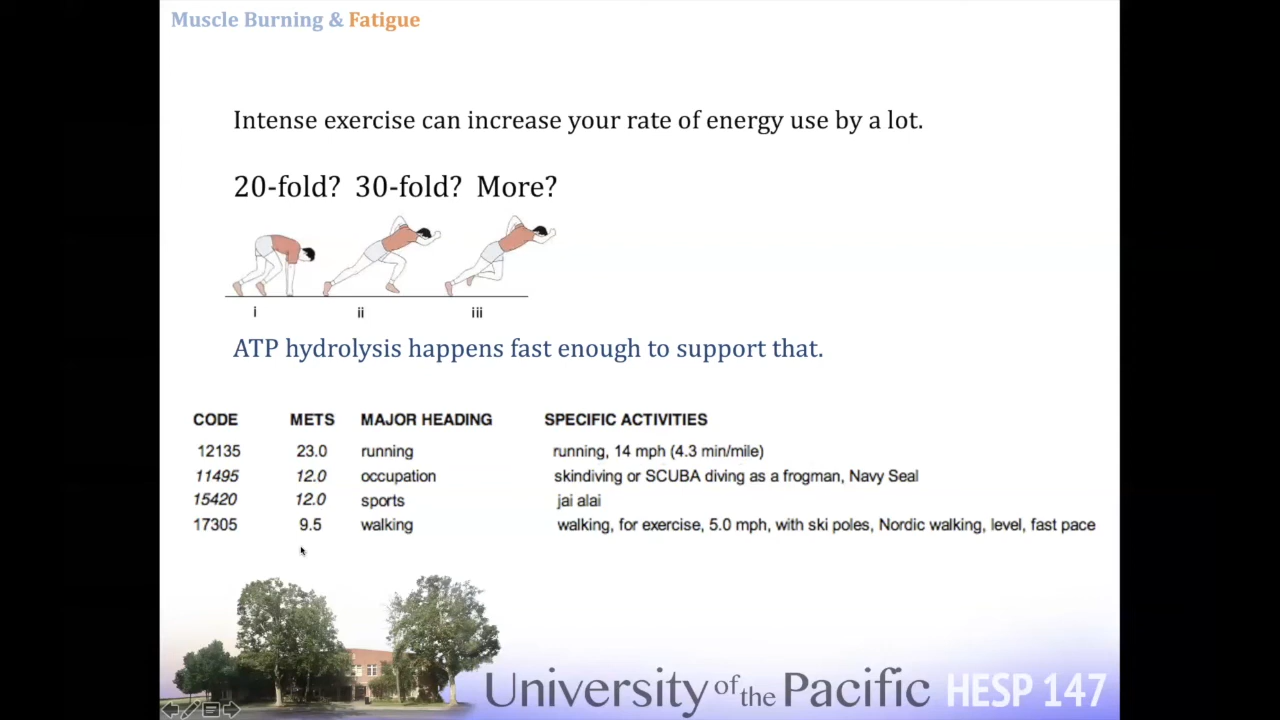 Muscle Burning & Fatigue
Intense exercise can increase your rate of energy use by a lot.
20-fold? 30-fold? More?
i ii iii
ATP hydrolysis happens fast enough to support that.
CODE METS MAJOR HEADING SPECIFIC ACTIVITIES
12135 23.0 running running, 14 mph (4.3 min/mile)
11495 12.0 occupation skindiving or SCUBA diving as a frogman, Navy Seal
15420 12.0 sports jai alai
17305 9.5 walking walking, for exercise, 5.0 mph, with ski poles, Nordic walking, level, fast pace
University of the Pacific HESP 147